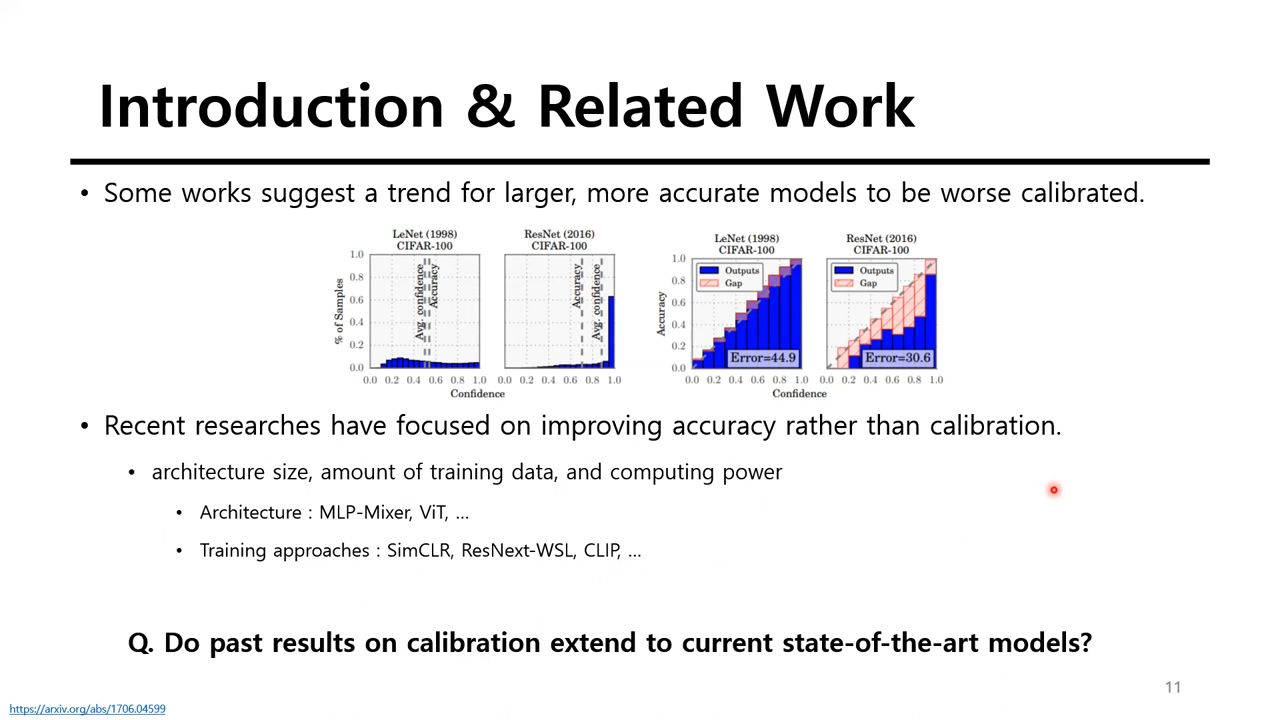 Introduction & Related Work
• Some works suggest a trend for larger, more accurate models to be worse calibrated.
LeNet (1998)
CIFAR-100
ResNet (2016)
CIFAR-100
% of Samples
1.0
0.8
0.6
0.4
0.2
0.0
Avg. confidence
Accuracy
Accuracy
Avg. confidence
0.0 0.2 0.4 0.6 0.8 1.0
0.0 0.2 0.4 0.6 0.8 1.0
Confidence
LeNet (1998)
CIFAR-100
ResNet (2016)
CIFAR-100
Accuracy
1.0
0.8
0.6
0.4
0.2
0.0
Outputs
Gap
Error=44.9
Outputs
Gap
Error=30.6
0.0 0.2 0.4 0.6 0.8 1.0
0.0 0.2 0.4 0.6 0.8 1.0
Confidence
• Recent researches have focused on improving accuracy rather than calibration.
• architecture size, amount of training data, and computing power
• Architecture : MLP-Mixer, ViT, ...
• Training approaches : SimCLR, ResNext-WSL, CLIP, ...
Q. Do past results on calibration extend to current state-of-the-art models?
11
https://arxiv.org/abs/1706.04599